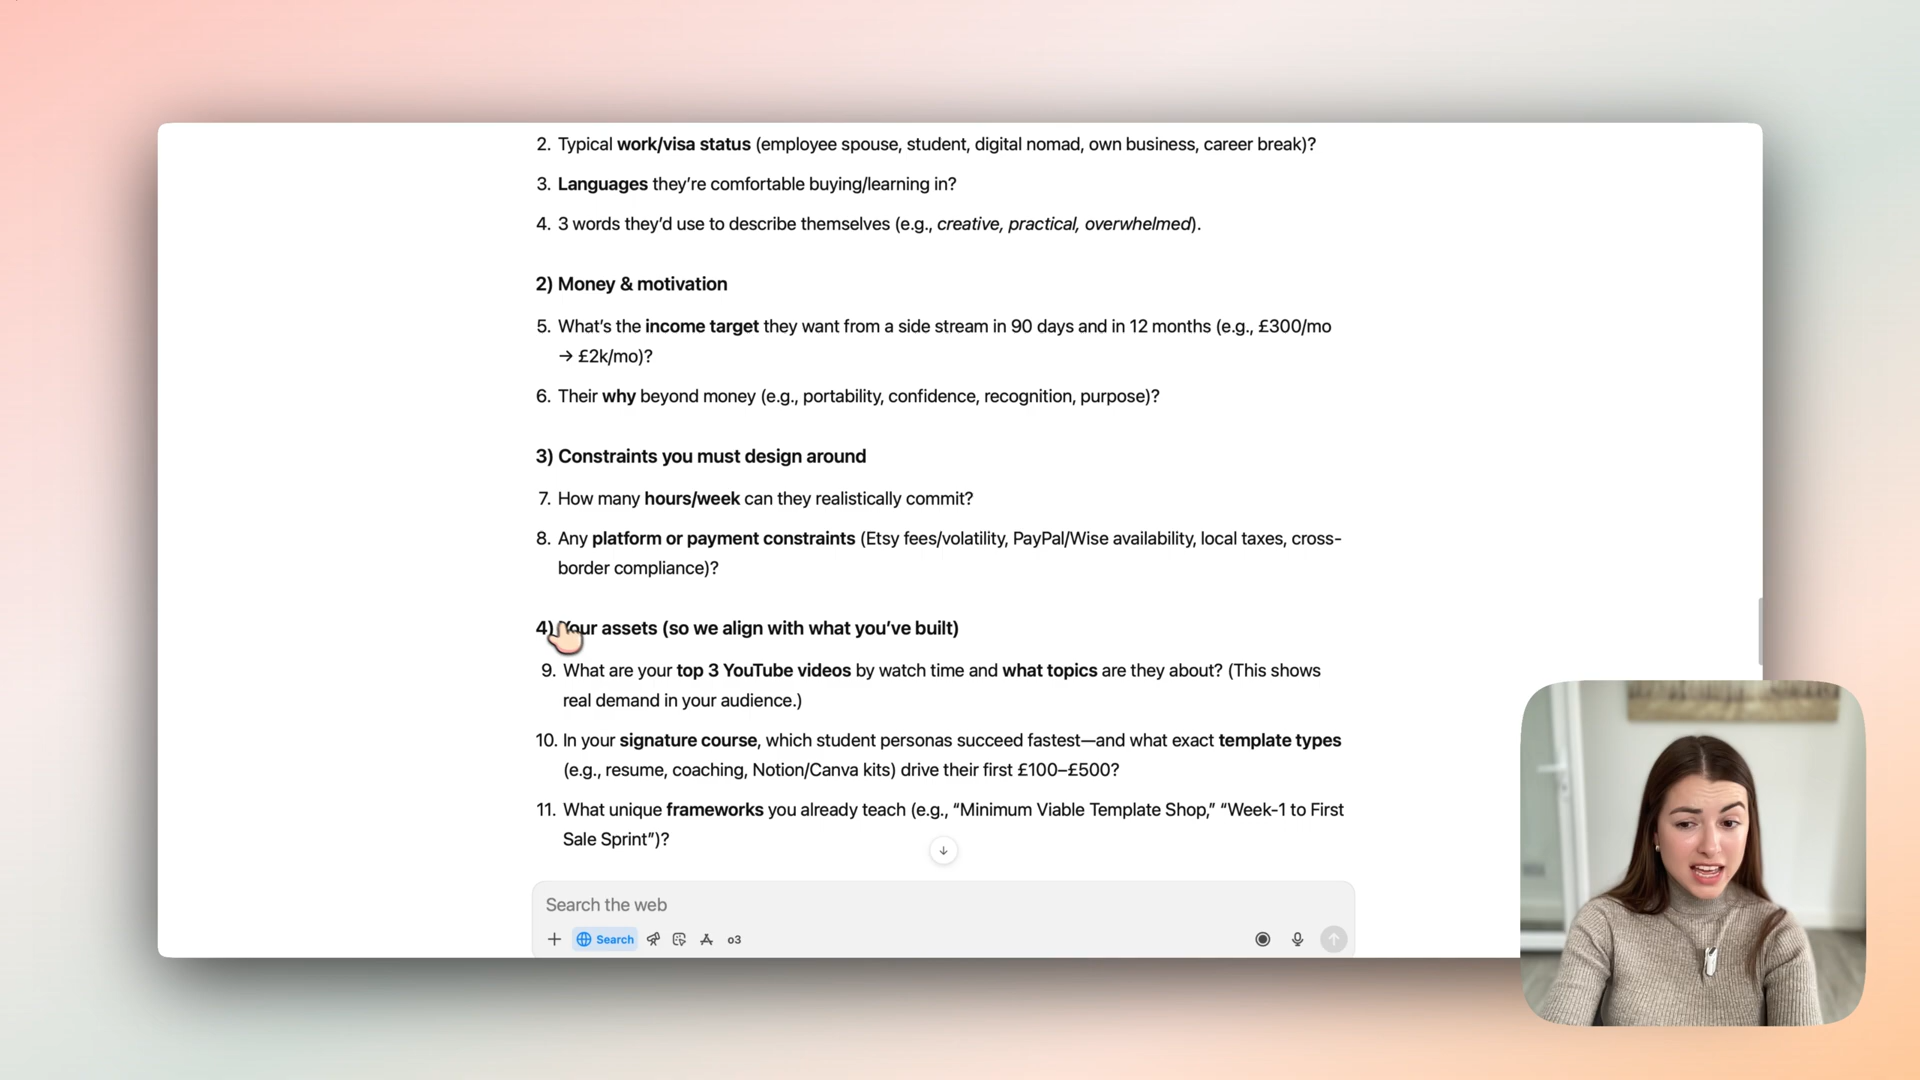 2. Typical work/visa status (employee spouse, student, digital nomad, own business, career break)?
3. Languages they’re comfortable buying/learning in?
4. 3 words they’d use to describe themselves (e.g., creative, practical, overwhelmed).
2) Money & motivation
5. What’s the income target they want from a side stream in 90 days and in 12 months (e.g., £300/mo
→ £2k/mo)?
6. Their why beyond money (e.g., portability, confidence, recognition, purpose)?
3) Constraints you must design around
7. How many hours/week can they realistically commit?
8. Any platform or payment constraints (Etsy fees/volatility, PayPal/Wise availability, local taxes, cross-
border compliance)?
4) Your assets (so we align with what you’ve built)
9. What are your top 3 YouTube videos by watch time and what topics are they about? (This shows
real demand in your audience.)
10. In your signature course, which student personas succeed fastest—and what exact template types
(e.g., resume, coaching, Notion/Canva kits) drive their first £100–£500?
11. What unique frameworks you already teach (e.g., “Minimum Viable Template Shop,” “Week-1 to First
Sale Sprint”)?
Search the web
Search
o3